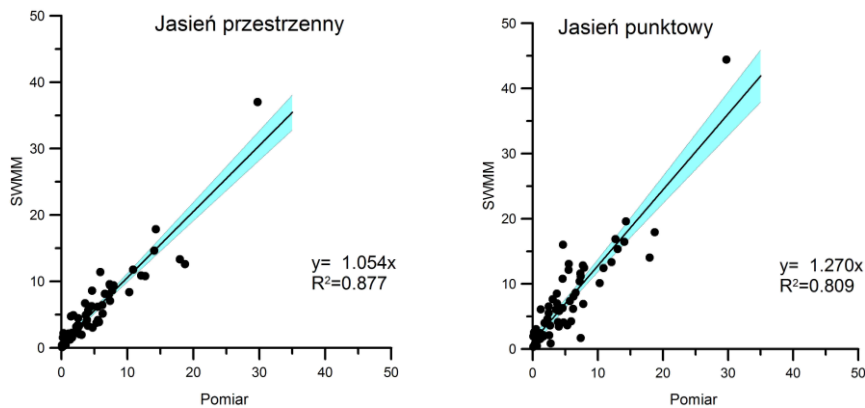 Jasień przestrzenny
50
40
30
20
10
0
SWMM
y= 1.054x
R²=0.877
0 10 20 30 40 50
Pomiar
Jasień punktowy
50
40
30
20
10
0
SWMM
y= 1.270x
R²=0.809
0 10 20 30 40 50
Pomiar